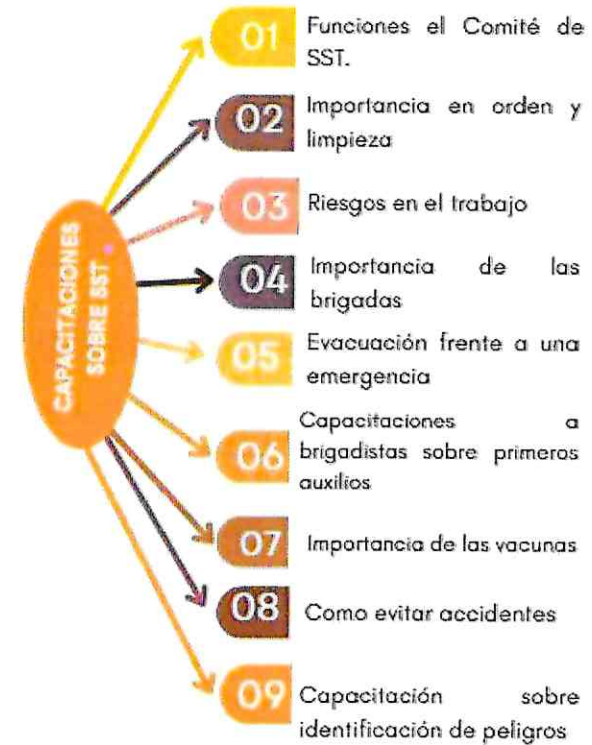 01
Funciones el Comité de
SST.
02
Importancia en orden y
limpieza
03
Riesgos en el trabajo
CAPACITACIONES
SOBRE SST
04
Importancia de las
brigadas
05
Evacuación frente a una
emergencia
06
Capacitaciones a
brigadistas sobre primeros
auxilios
07
Importancia de las vacunas
08
Como evitar accidentes
09
Capacitación sobre
identificación de peligros